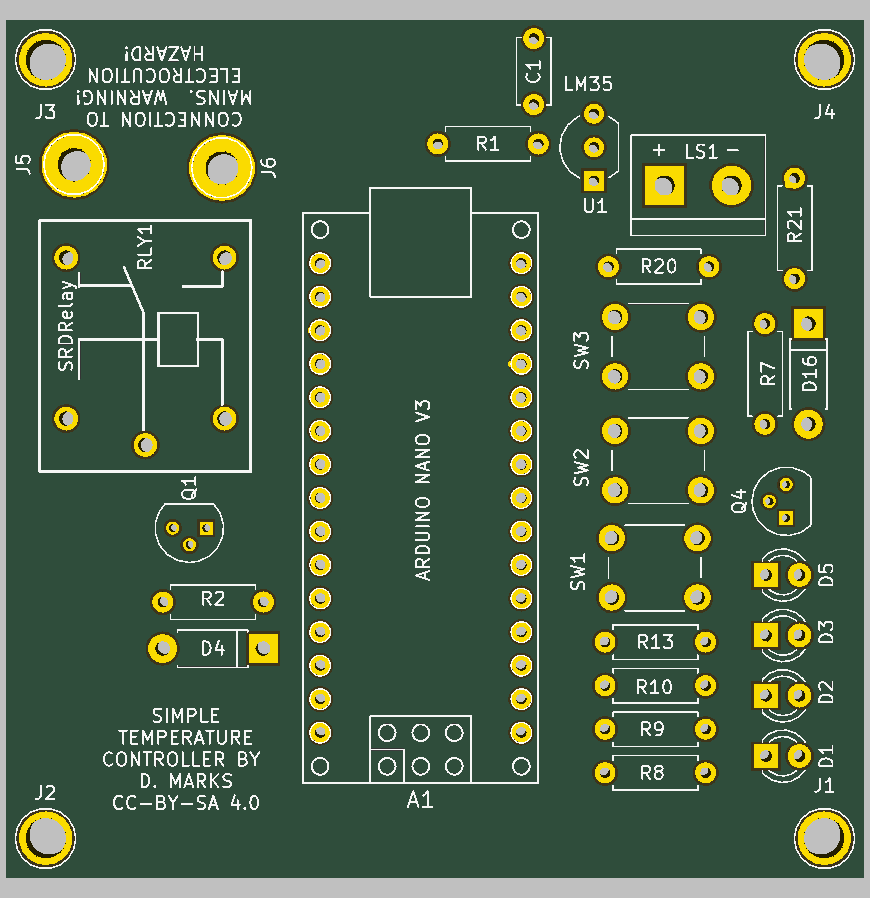 CONNECTION TO
MAINS. WARNING!
ELECTROCUTION
HAZARD!
J3
J5
J6
C1
LM35
J4
R1
U1
+ LS1 -
R21
R20
RLY1
SRDRelay
SW3
R7
D16
ARDUINO NANO V3
SW2
Q4
Q1
SW1
D5
R2
D4
R13
D3
R10
D2
R9
D1
R8
SIMPLE
TEMPERATURE
CONTROLLER BY
D. MARKS
CC-BY-SA 4.0
J2
A1
J1